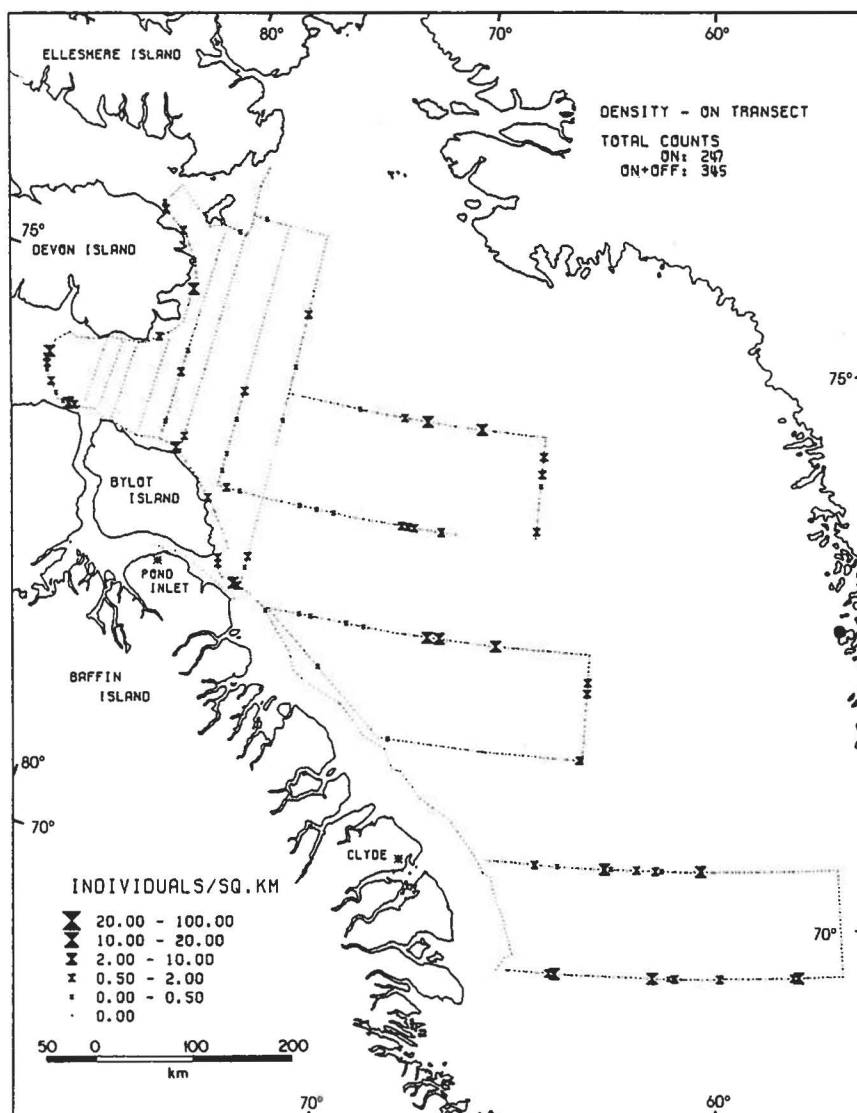 80°
70°
60°
ELLESMERE ISLAND
DENSITY - ON TRANSECT
TOTAL COUNTS
ON: 247
ON+OFF: 345
75°
DEVON ISLAND
75°
BYLOT
ISLAND
POND
INLET
BAFFIN
ISLAND
80°
70°
CLYDE
INDIVIDUALS/SQ.KM
20.00 - 100.00
10.00 - 20.00
2.00 - 10.00
0.50 - 2.00
0.00 - 0.50
0.00
70°
50 0 100 200
km
70°
60°